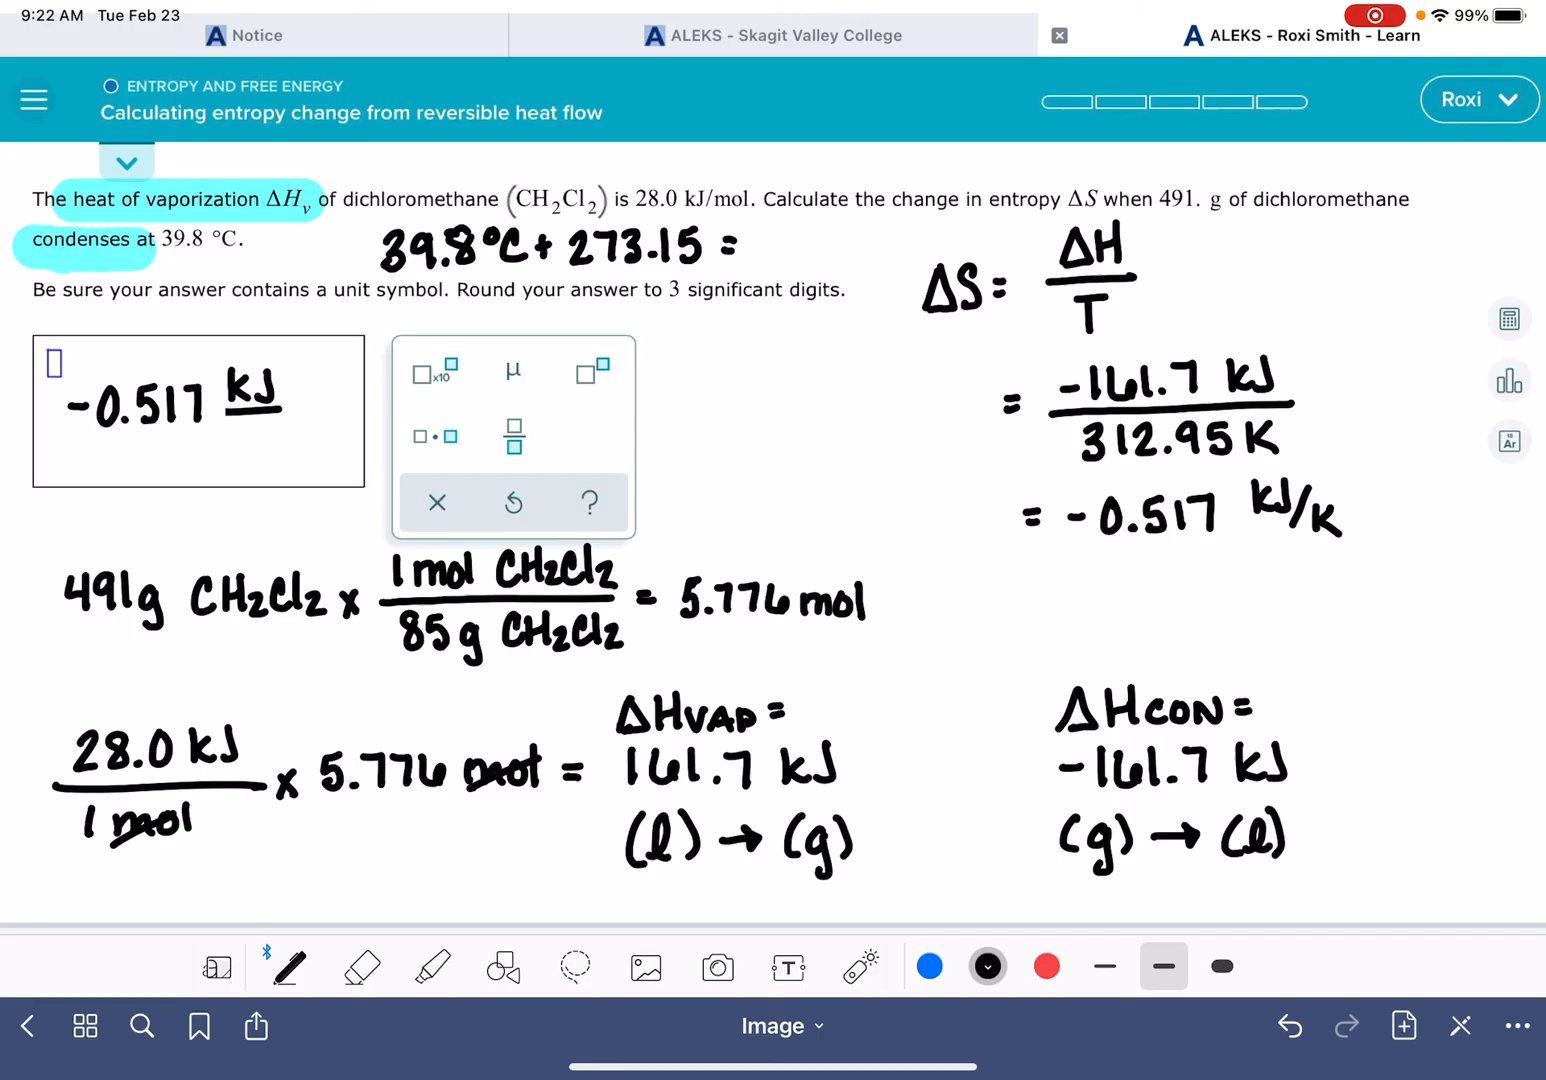 9:22 AM Tue Feb 23
99%
Notice
ALEKS - Skagit Valley College
ALEKS - Roxi Smith - Learn
ENTROPY AND FREE ENERGY
Calculating entropy change from reversible heat flow
Roxi
The heat of vaporization ΔHᵥ of dichloromethane (CH₂Cl₂) is 28.0 kJ/mol. Calculate the change in entropy ΔS when 491. g of dichloromethane
condenses at 39.8 °C.
39.8°C + 273.15 =
Be sure your answer contains a unit symbol. Round your answer to 3 significant digits.
ΔS = ΔH / T
-0.517 kJ
x10
μ
?
= -161.7 kJ / 312.95 K
= -0.517 kJ/K
18
Ar
491g CH₂Cl₂ x 1 mol CH₂Cl₂ / 85 g CH₂Cl₂ = 5.776 mol
28.0 kJ / 1 mol x 5.776 mol = 
ΔHVAP =
161.7 kJ
(l) → (g)
ΔHCON =
-161.7 kJ
(g) → (l)
a
T
Image